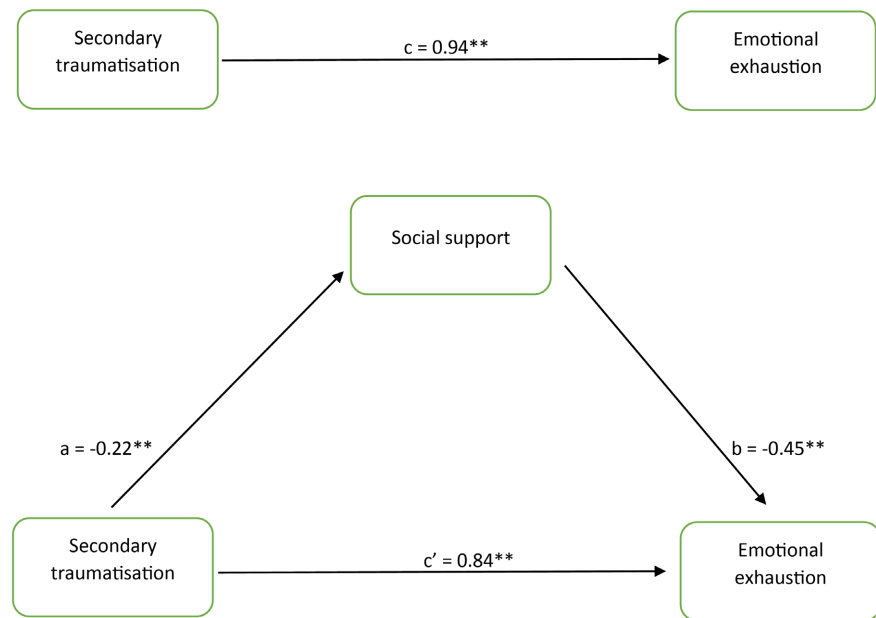 Secondary
traumatisation
c = 0.94**
Emotional
exhaustion
Social support
a = -0.22**
b = -0.45**
Secondary
traumatisation
c’ = 0.84**
Emotional
exhaustion